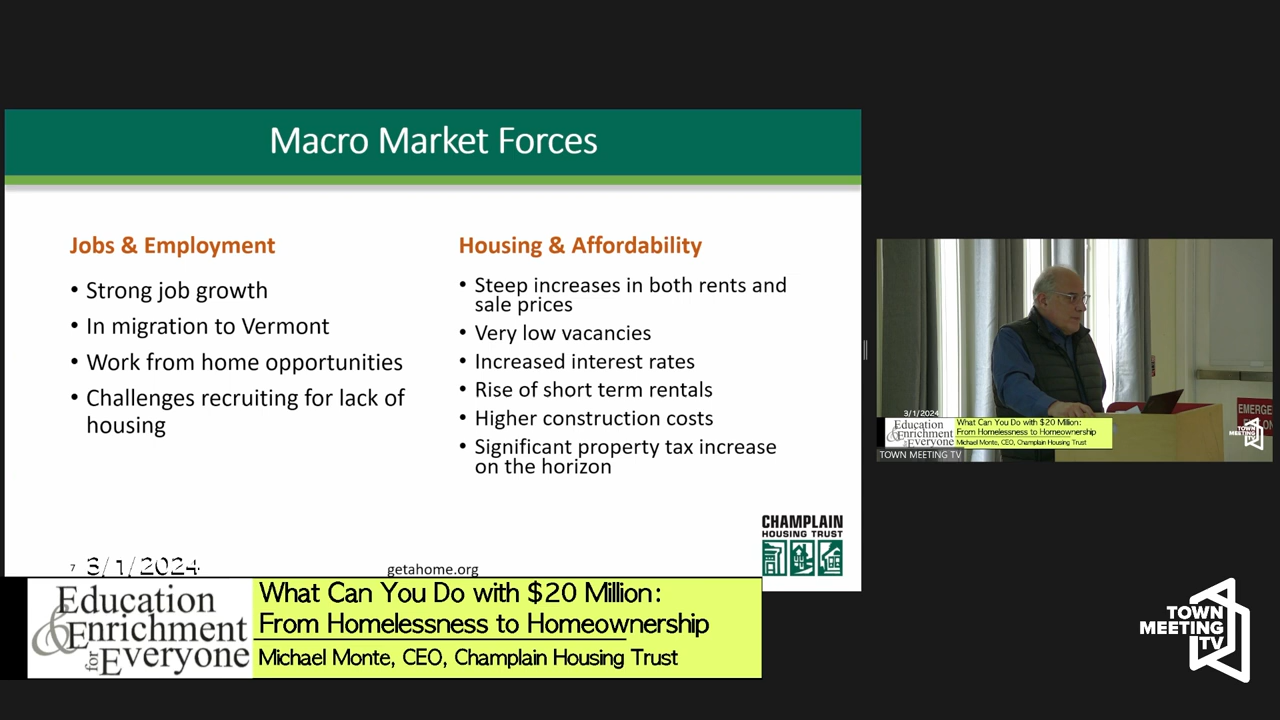 Macro Market Forces
Jobs & Employment
• Strong job growth
• In migration to Vermont
• Work from home opportunities
• Challenges recruiting for lack of
housing
Housing & Affordability
• Steep increases in both rents and
sale prices
• Very low vacancies
• Increased interest rates
• Rise of short term rentals
• Higher construction costs
• Significant property tax increase
on the horizon
CHAMPLAIN
HOUSING TRUST
7
3/1/2024
getahome.org
Education
& Enrichment
for Everyone
What Can You Do with $20 Million:
From Homelessness to Homeownership
Michael Monte, CEO, Champlain Housing Trust
EMERGE
3/1/2024
Education
& Enrichment
for Everyone
What Can You Do with $20 Million:
From Homelessness to Homeownership
Michael Monte, CEO, Champlain Housing Trust
TOWN MEETING TV
TOWN
MEETING
TV
TOWN
MEETING
TV